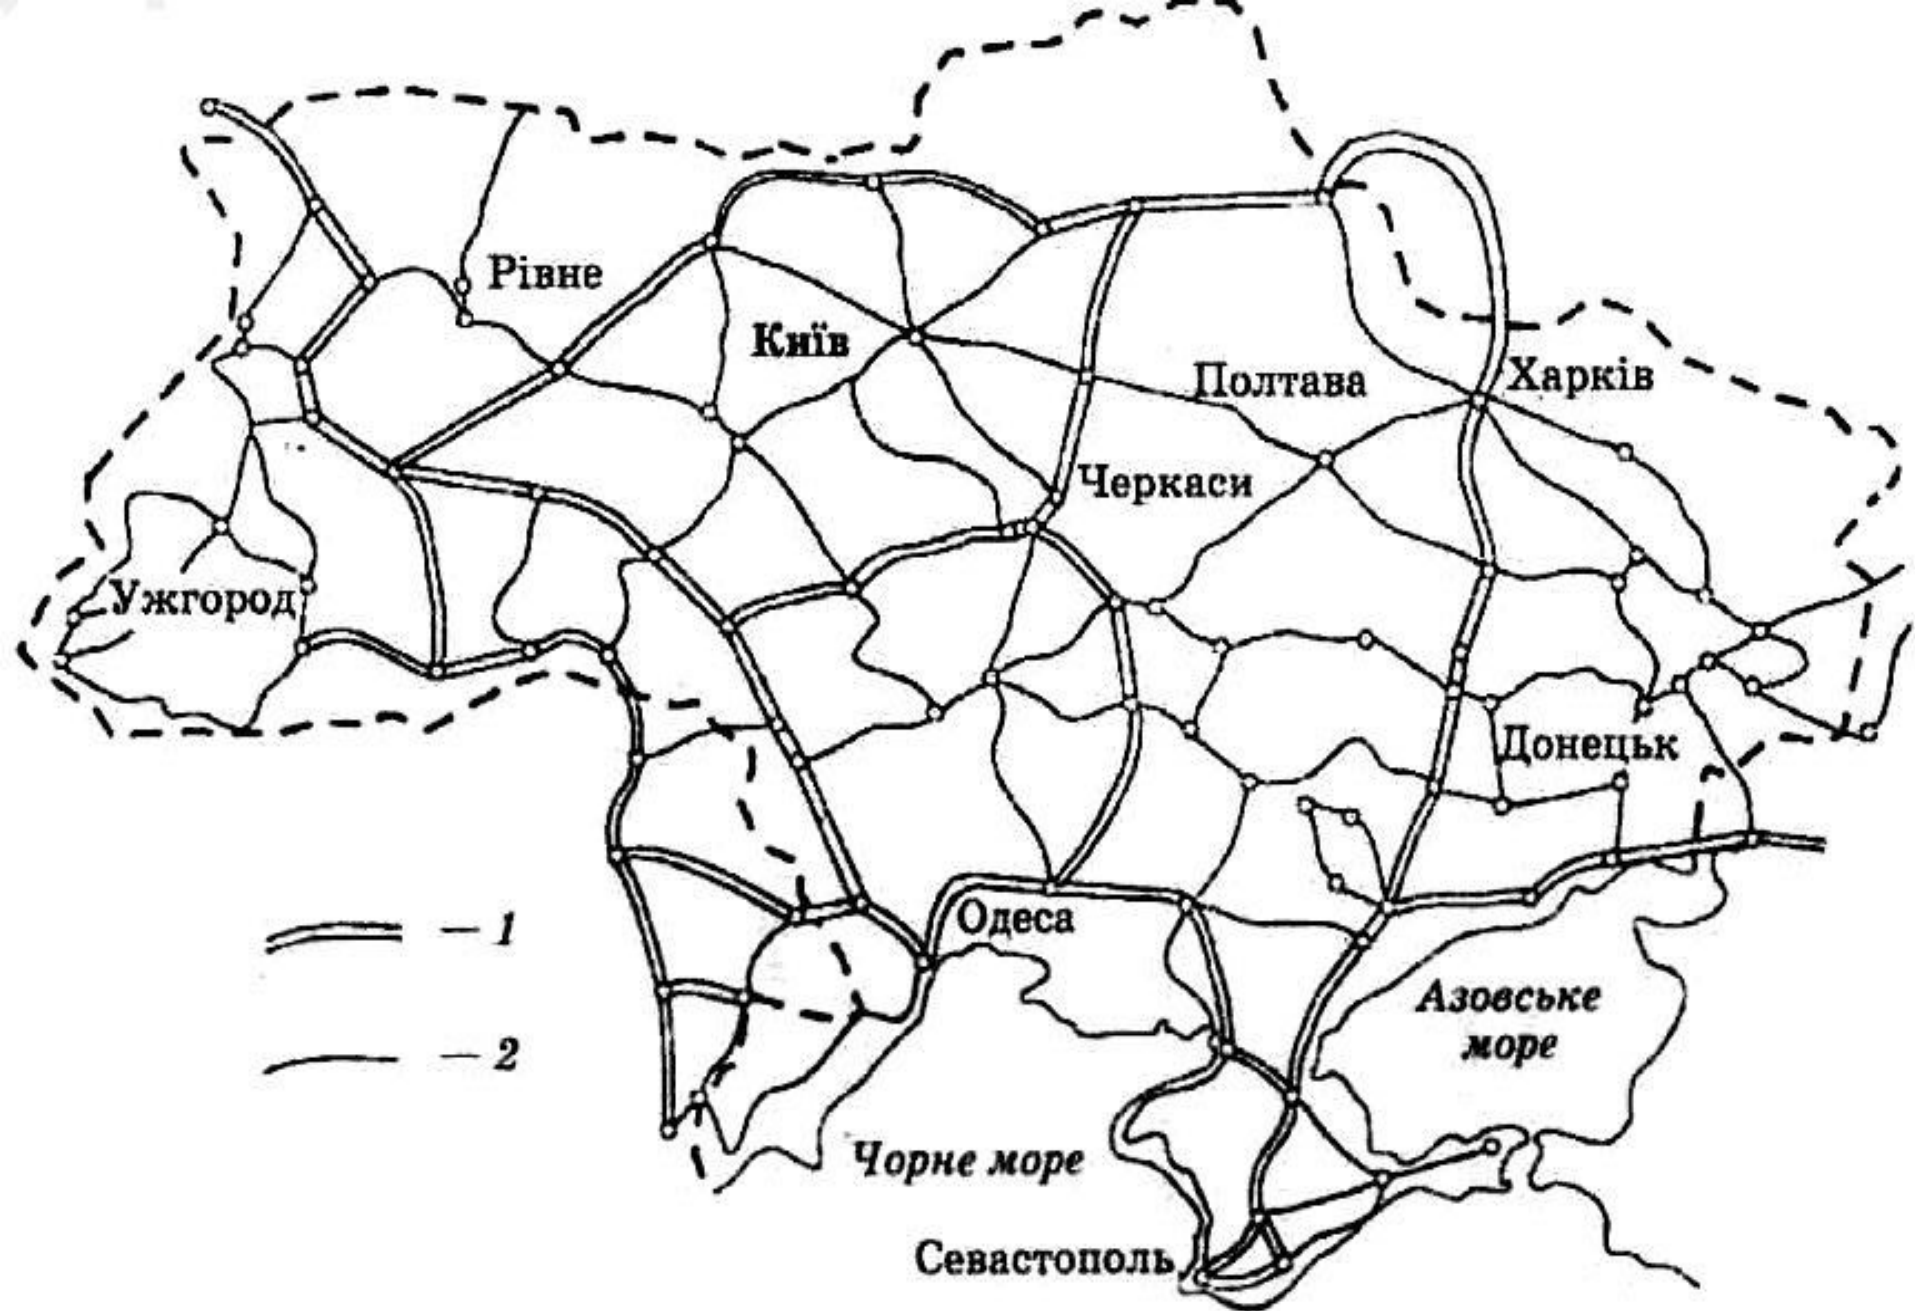 Рівне
Київ
Полтава
Харків
Черкаси
Ужгород
Донецьк
Одеса
— 1
— 2
Азовське
море
Чорне море
Севастополь